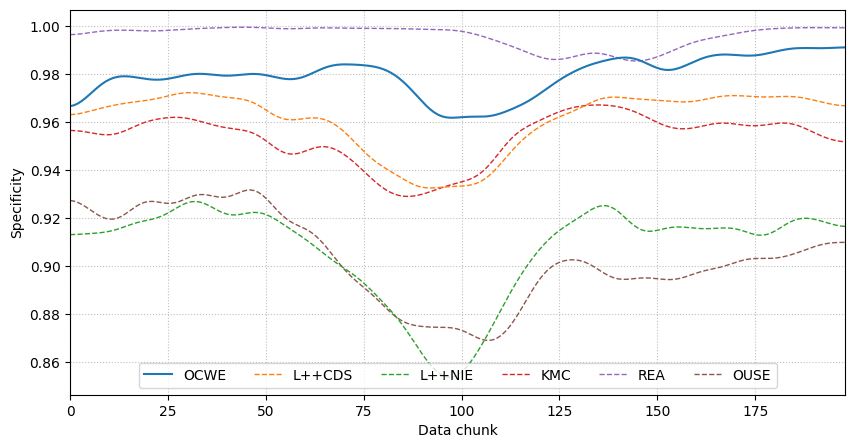 Specificity
1.00
0.98
0.96
0.94
0.92
0.90
0.88
0.86
OCWE L++CDS L++NIE KMC REA OUSE
0 25 50 75 100 125 150 175
Data chunk